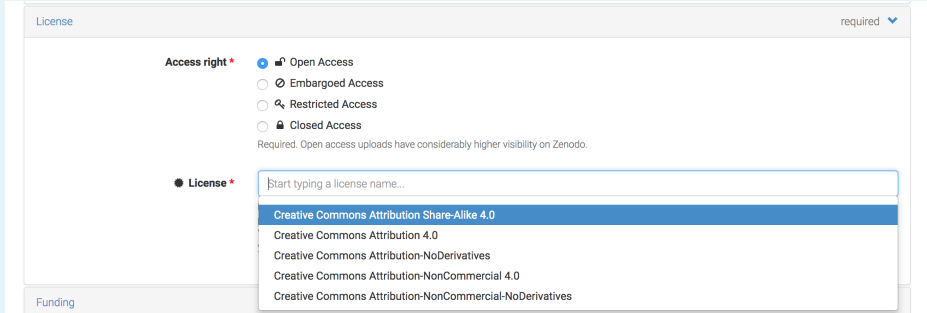 License required
Access right *
Open Access
Embargoed Access
Restricted Access
Closed Access
Required. Open access uploads have considerably higher visibility on Zenodo.
License *
Start typing a license name...
Creative Commons Attribution Share-Alike 4.0
Creative Commons Attribution 4.0
Creative Commons Attribution-NoDerivatives
Creative Commons Attribution-NonCommercial 4.0
Creative Commons Attribution-NonCommercial-NoDerivatives
Funding